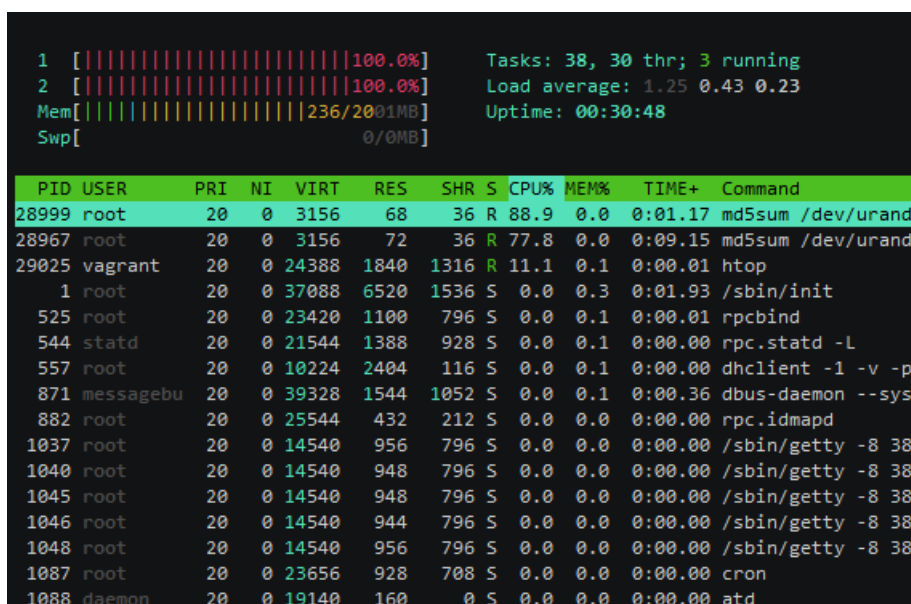 1 [|||||||||||||||||||||||||100.0%] Tasks: 38, 30 thr; 3 running
2 [|||||||||||||||||||||||||100.0%] Load average: 1.25 0.43 0.23
Mem[||||||||||||||||||||236/2001MB] Uptime: 00:30:48
Swp[ 0/0MB]
PID USER PRI NI VIRT RES SHR S CPU% MEM% TIME+ Command
28999 root 20 0 3156 68 36 R 88.9 0.0 0:01.17 md5sum /dev/urand
28967 root 20 0 3156 72 36 R 77.8 0.0 0:09.15 md5sum /dev/urand
29025 vagrant 20 0 24388 1840 1316 R 11.1 0.1 0:00.01 htop
1 root 20 0 37088 6520 1536 S 0.0 0.3 0:01.93 /sbin/init
525 root 20 0 23420 1100 796 S 0.0 0.1 0:00.01 rpcbind
544 statd 20 0 21544 1388 928 S 0.0 0.1 0:00.00 rpc.statd -L
557 root 20 0 10224 2404 116 S 0.0 0.1 0:00.00 dhclient -1 -v -p
871 messagebu 20 0 39328 1544 1052 S 0.0 0.1 0:00.36 dbus-daemon --sys
882 root 20 0 25544 432 212 S 0.0 0.0 0:00.00 rpc.idmapd
1037 root 20 0 14540 956 796 S 0.0 0.0 0:00.00 /sbin/getty -8 38
1040 root 20 0 14540 948 796 S 0.0 0.0 0:00.00 /sbin/getty -8 38
1045 root 20 0 14540 948 796 S 0.0 0.0 0:00.00 /sbin/getty -8 38
1046 root 20 0 14540 944 796 S 0.0 0.0 0:00.00 /sbin/getty -8 38
1048 root 20 0 14540 956 796 S 0.0 0.0 0:00.00 /sbin/getty -8 38
1087 root 20 0 23656 928 708 S 0.0 0.0 0:00.00 cron
1088 daemon 20 0 19140 160 0 S 0.0 0.0 0:00.00 atd